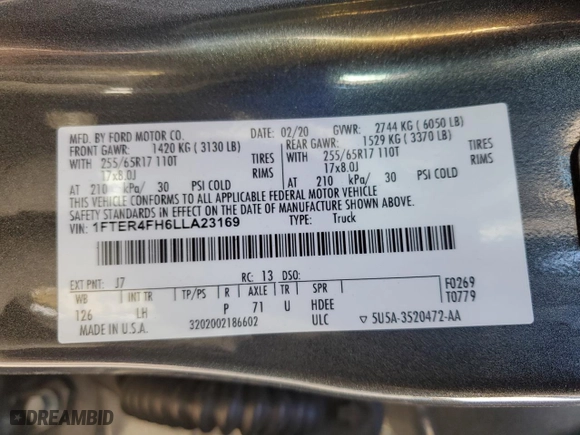 MFD. BY FORD MOTOR CO.
DATE: 02/20 GVWR: 2744 KG ( 6050 LB)
FRONT GAWR: 1420 KG ( 3130 LB) REAR GAWR: 1529 KG ( 3370 LB)
WITH 255/65R17 110T TIRES WITH 255/65R17 110T TIRES
17x8.0J RIMS 17x8.0J RIMS
AT 210 kPa/ 30 PSI COLD AT 210 kPa/ 30 PSI COLD
THIS VEHICLE CONFORMS TO ALL APPLICABLE FEDERAL MOTOR VEHICLE
SAFETY STANDARDS IN EFFECT ON THE DATE OF MANUFACTURE SHOWN ABOVE.
VIN: 1FTER4FH6LLA23169 TYPE: Truck
EXT PNT: J7 RC: 13 DSO: F0269
WB INT TR TP/PS R AXLE TR SPR T0779
126 LH P 71 U HDEE
MADE IN U.S.A. 3202002186602 ULC 5U5A-3520472-AA
DREAMBID